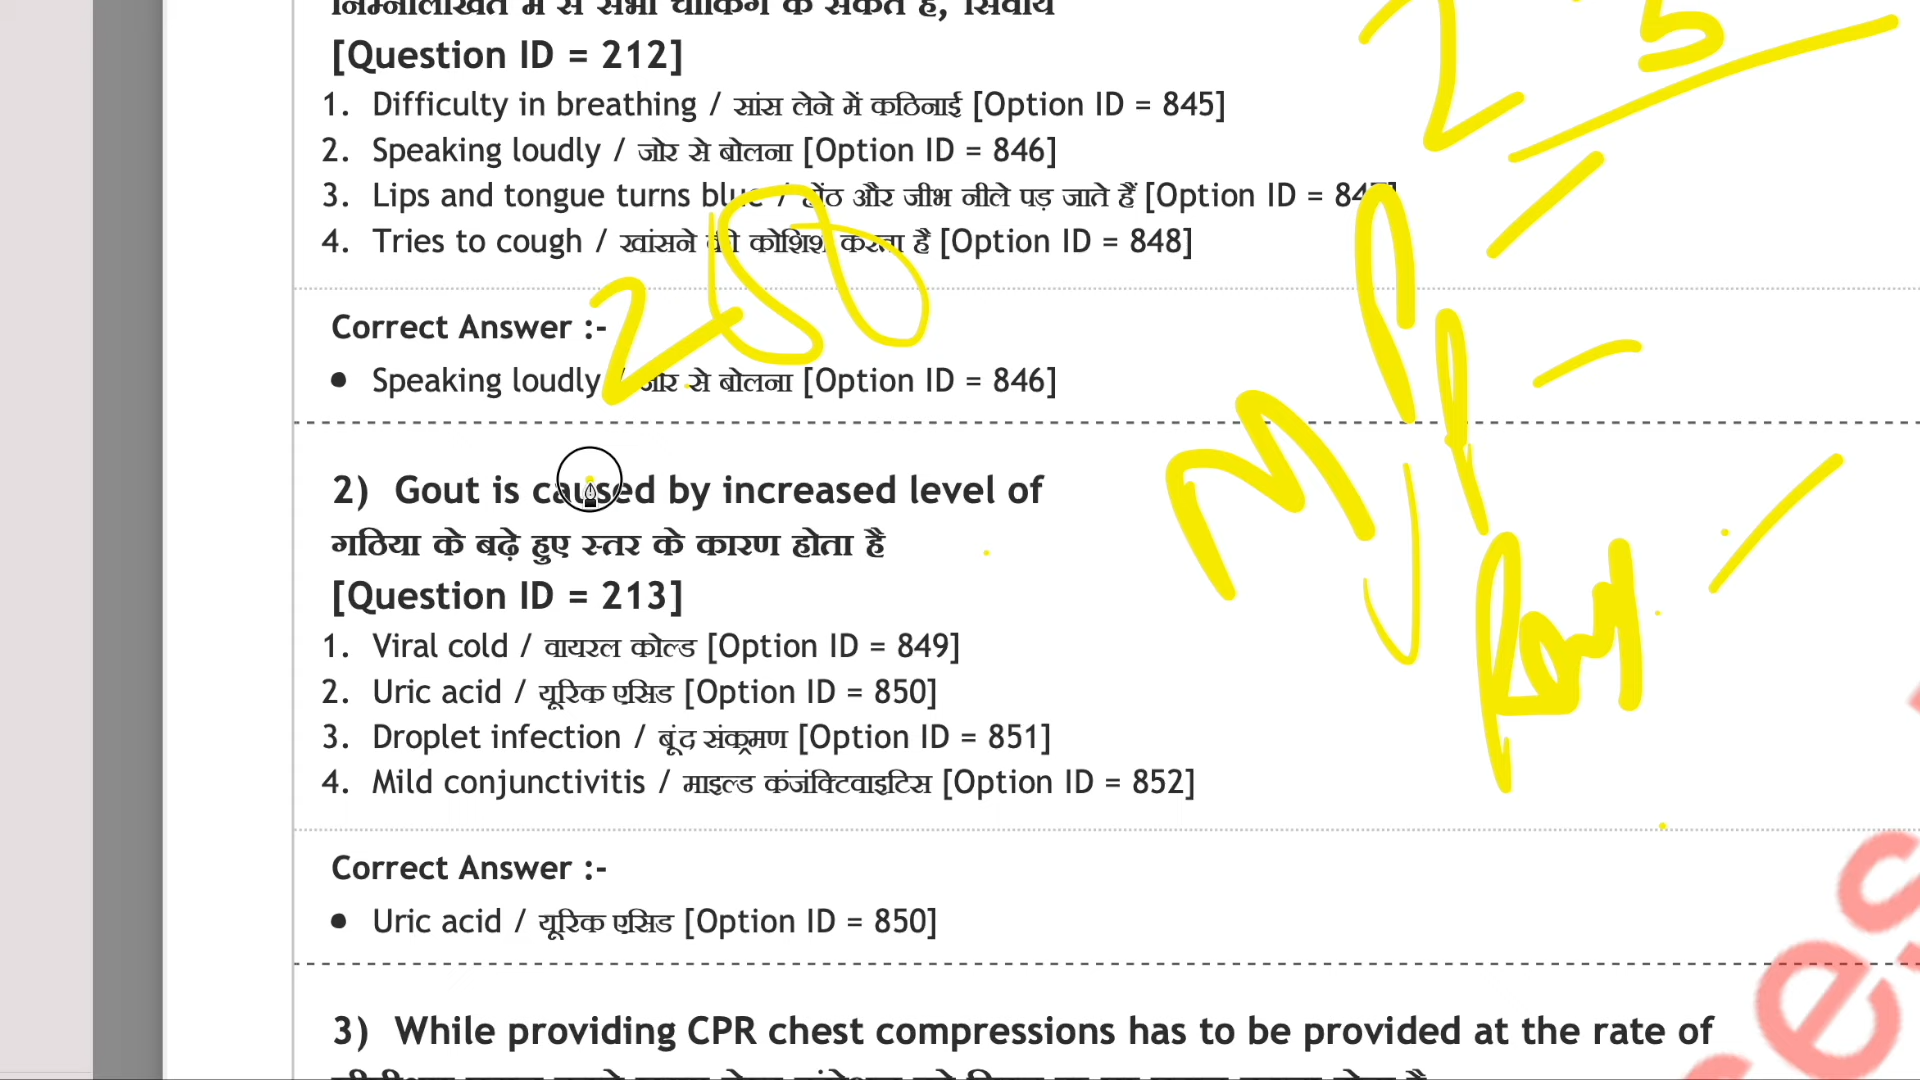 निम्नलिखित में से सभी चोकिंग के संकेत हैं, सिवाय
[Question ID = 212]
1. Difficulty in breathing / सांस लेने में कठिनाई [Option ID = 845]
2. Speaking loudly / जोर से बोलना [Option ID = 846]
3. Lips and tongue turns blue / होंठ और जीभ नीले पड़ जाते हैं [Option ID = 847]
4. Tries to cough / खांसने की कोशिश करता है [Option ID = 848]
Correct Answer :-
Speaking loudly / जोर से बोलना [Option ID = 846]
2) Gout is caused by increased level of
गठिया के बढ़े हुए स्तर के कारण होता है
[Question ID = 213]
1. Viral cold / वायरल कोल्ड [Option ID = 849]
2. Uric acid / यूरिक एसिड [Option ID = 850]
3. Droplet infection / बूंद संक्रमण [Option ID = 851]
4. Mild conjunctivitis / माइल्ड कंजंक्टिवाइटिस [Option ID = 852]
Correct Answer :-
Uric acid / यूरिक एसिड [Option ID = 850]
3) While providing CPR chest compressions has to be provided at the rate of